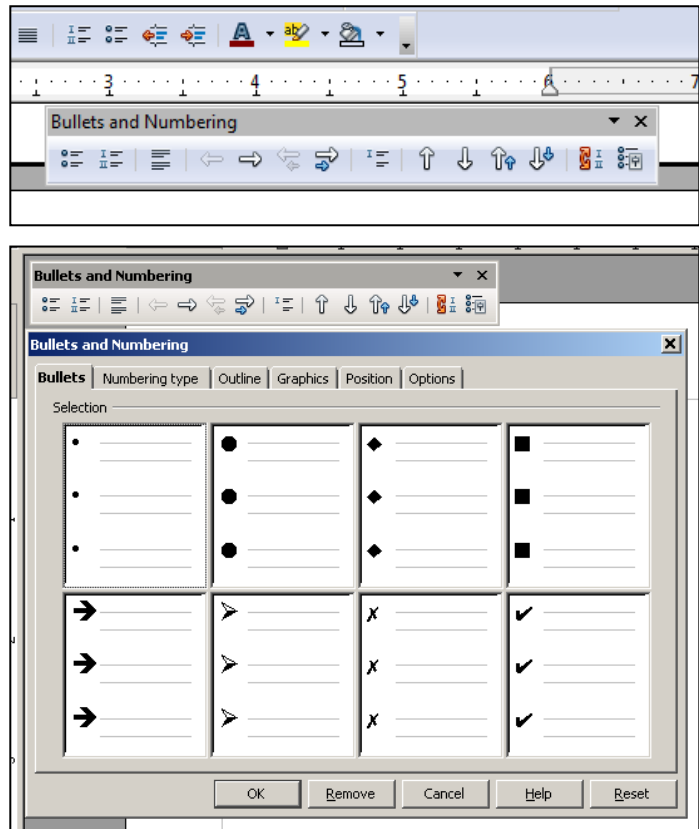 A ab
3 4 5 6 7
Bullets and Numbering
Bullets and Numbering
Bullets and Numbering
Bullets Numbering type Outline Graphics Position Options
Selection
OK Remove Cancel Help Reset